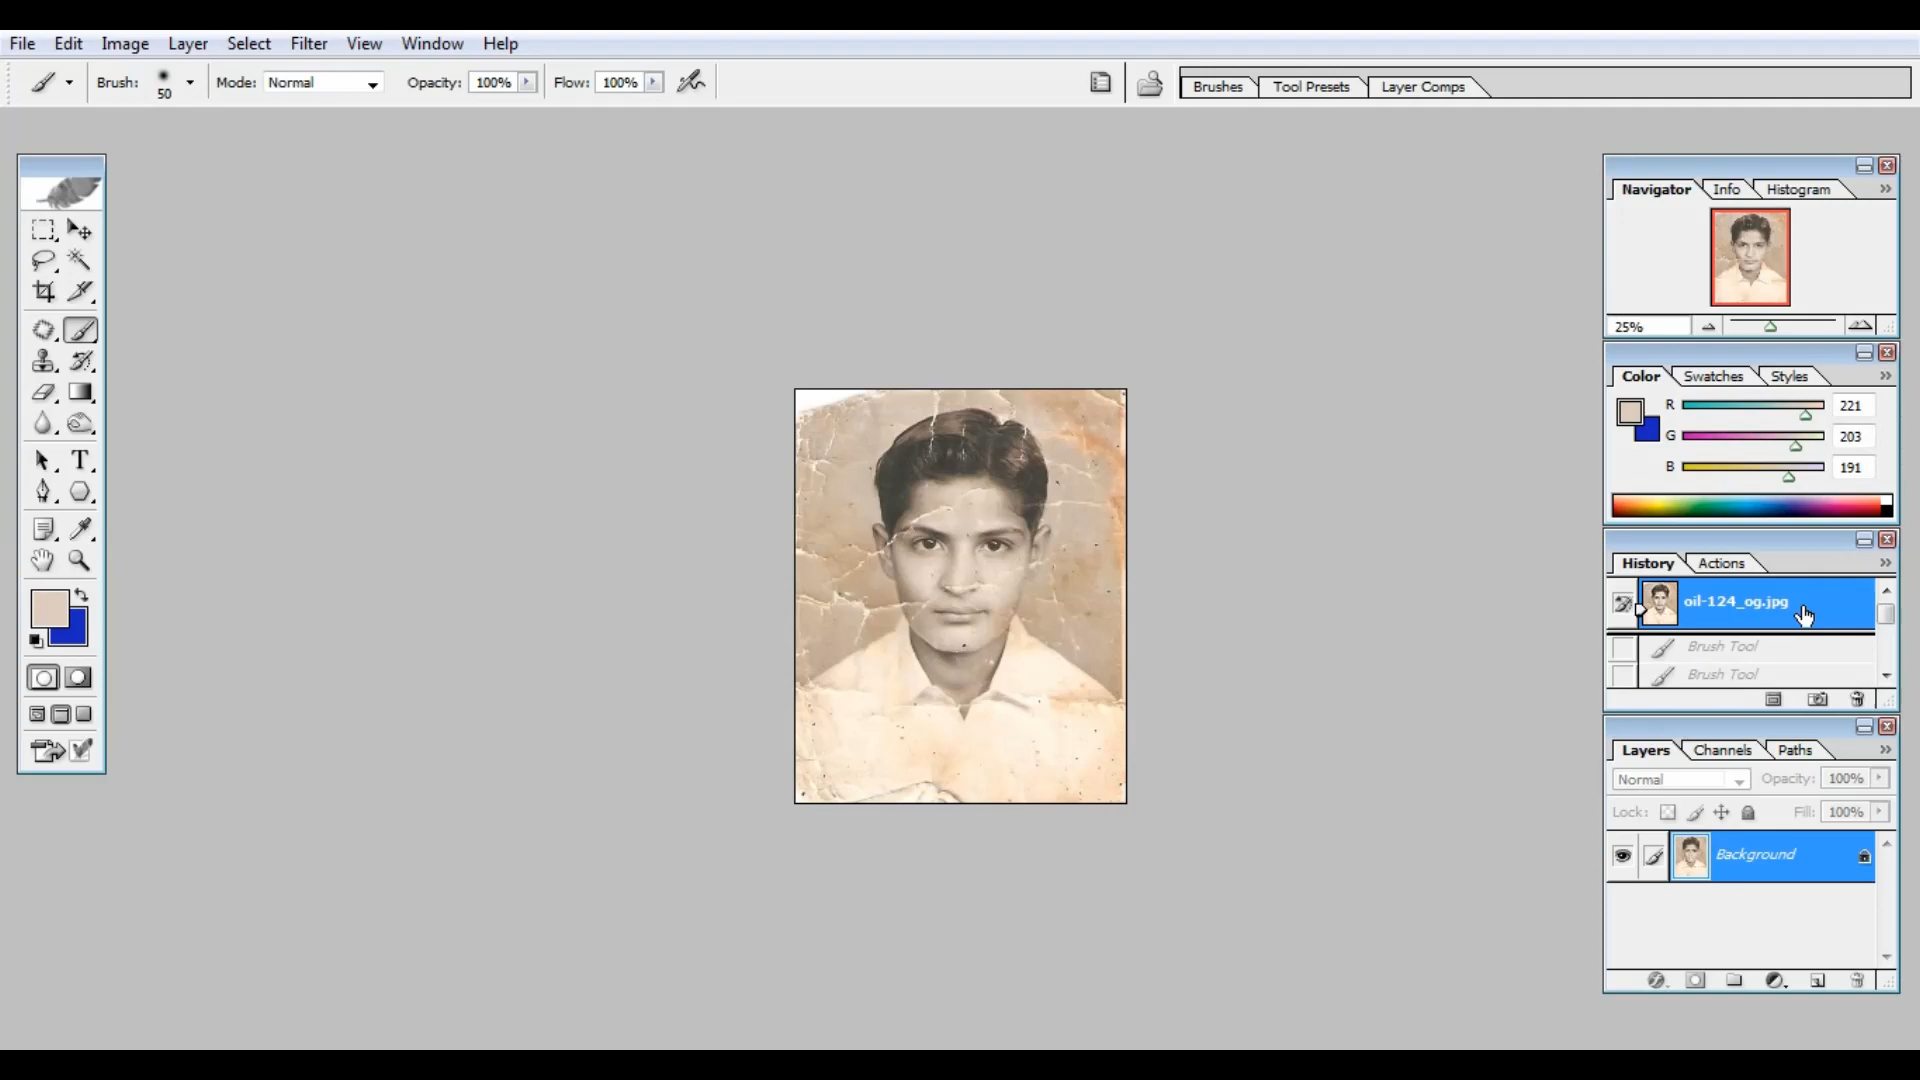 File Edit Image Layer Select Filter View Window Help
Brush: 50 Mode: Normal Opacity: 100% Flow: 100% Brushes Tool Presets Layer Comps
Navigator Info Histogram
25%
Color Swatches Styles
R 221
G 203
B 191
History Actions
oil-124_og.jpg
Brush Tool
Brush Tool
Layers Channels Paths
Normal Opacity: 100%
Lock: Fill: 100%
Background
T